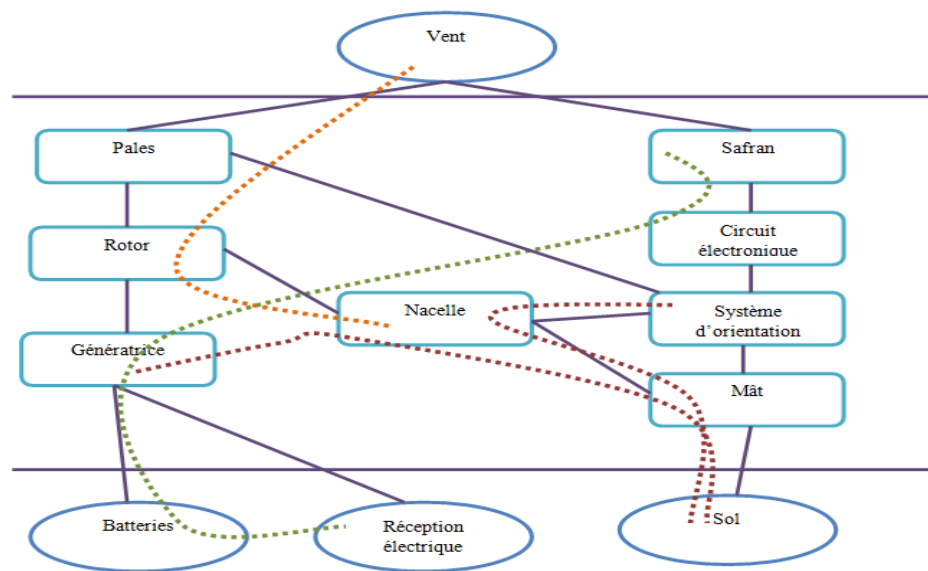 Vent
Pales
Safran
Rotor
Circuit
électronique
Nacelle
Système
d’orientation
Génératrice
Mât
Batteries
Réception
électrique
Sol